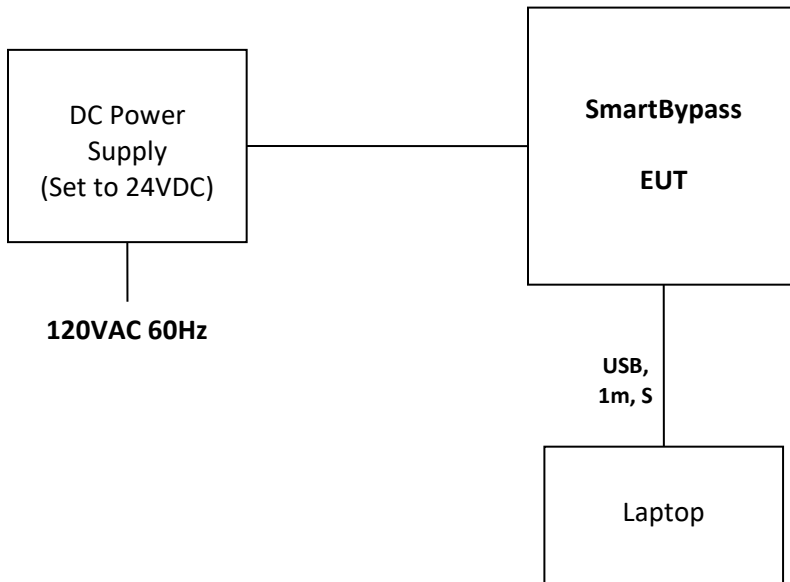 DC Power
Supply
(Set to 24VDC)
SmartBypass
EUT
120VAC 60Hz
USB,
1m, S
Laptop